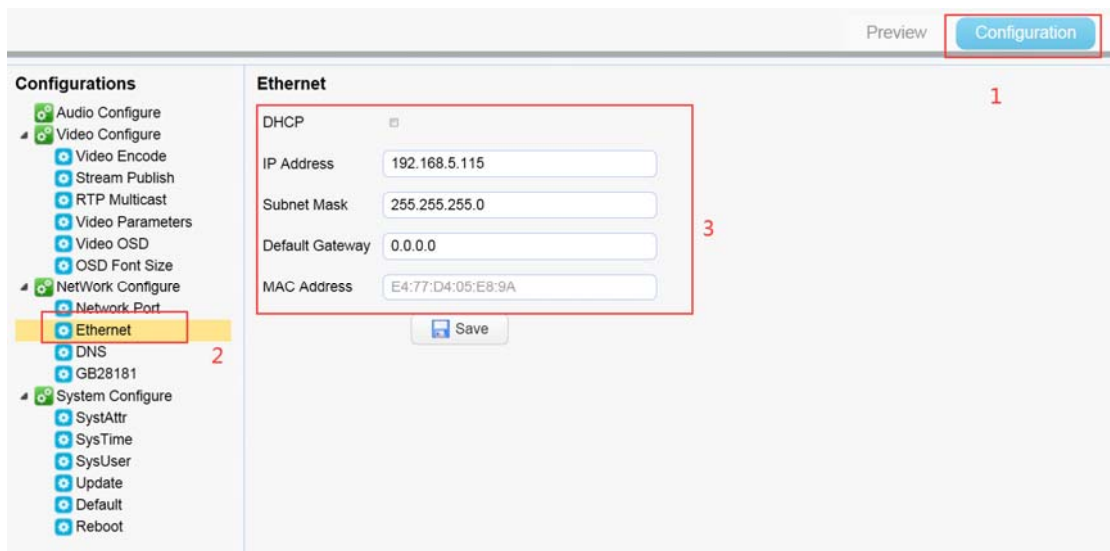 Preview
Configuration
1
Configurations
Audio Configure
Video Configure
Video Encode
Stream Publish
RTP Multicast
Video Parameters
Video OSD
OSD Font Size
NetWork Configure
Network Port
Ethernet
2
DNS
GB28181
System Configure
SystAttr
SysTime
SysUser
Update
Default
Reboot
Ethernet
DHCP
IP Address 192.168.5.115
Subnet Mask 255.255.255.0
Default Gateway 0.0.0.0
MAC Address E4:77:D4:05:E8:9A
3
Save